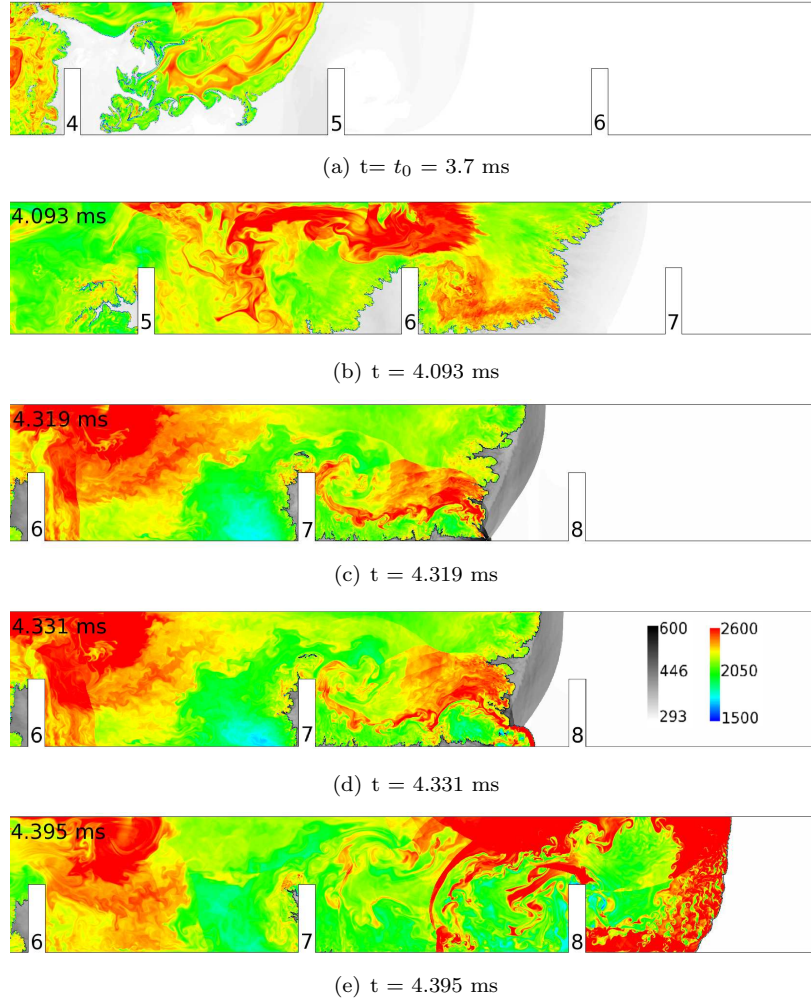 4 5 6
(a) t= t₀ = 3.7 ms
4.093 ms
5 6 7
(b) t = 4.093 ms
4.319 ms
6 7 8
(c) t = 4.319 ms
4.331 ms
600 2600
446 2050
293 1500
6 7 8
(d) t = 4.331 ms
4.395 ms
6 7 8
(e) t = 4.395 ms